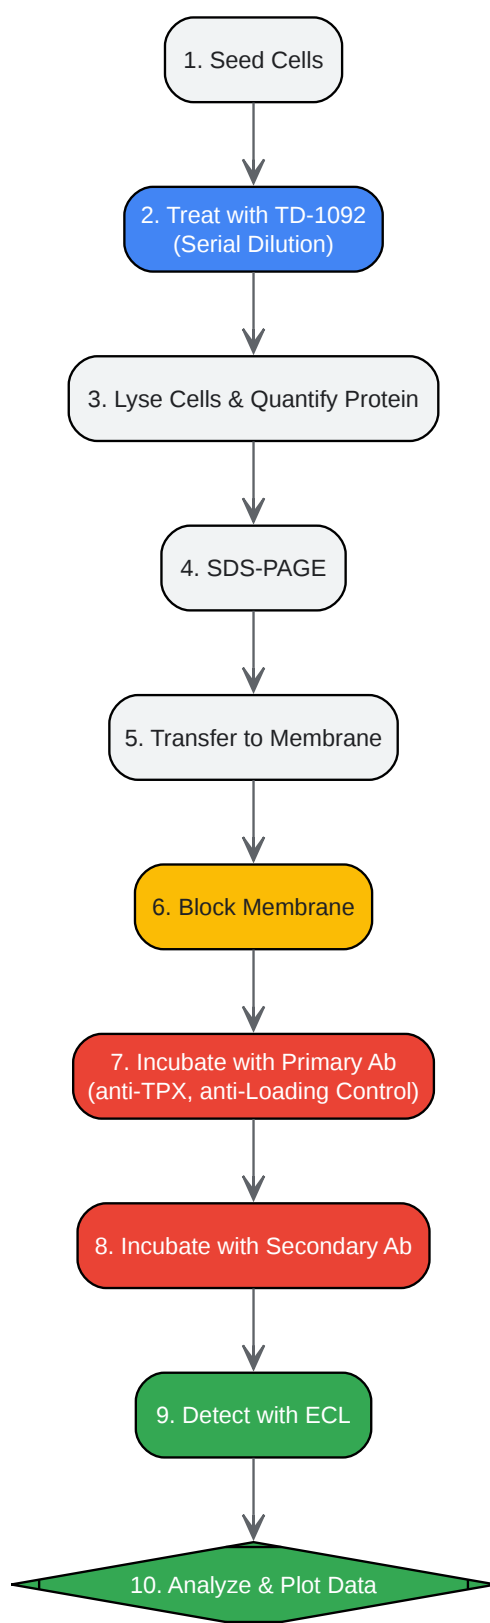 1. Seed Cells
2. Treat with TD-1092
(Serial Dilution)
3. Lyse Cells & Quantify Protein
4. SDS-PAGE
5. Transfer to Membrane
6. Block Membrane
7. Incubate with Primary Ab
(anti-TPX, anti-Loading Control)
8. Incubate with Secondary Ab
9. Detect with ECL
10. Analyze & Plot Data